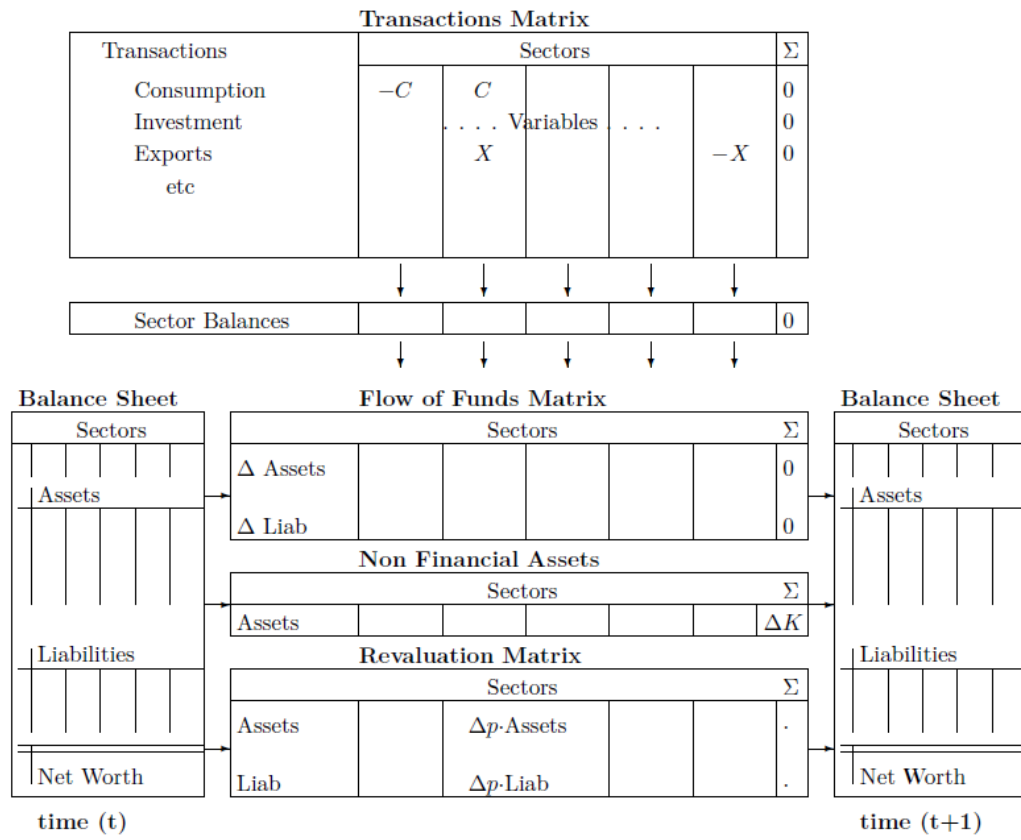 Transactions Matrix
Transactions Sectors Σ
Consumption −C C 0
Investment . . . . Variables . . . . 0
Exports X −X 0
etc
Sector Balances 0
Balance Sheet Flow of Funds Matrix Balance Sheet
Sectors Sectors Σ Sectors
Δ Assets 0
Assets Assets
Δ Liab 0
Non Financial Assets
Sectors Σ
Assets ΔK
Liabilities Revaluation Matrix Liabilities
Sectors Σ
Assets Δp·Assets ·
Net Worth Liab Δp·Liab · Net Worth
time (t) time (t+1)